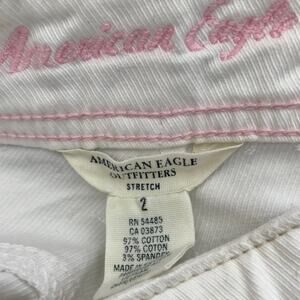 American Eagle
AMERICAN EAGLE
OUTFITTERS
STRETCH
2
RN 54485
CA 03873
97% COTTON
97% COTON
3% SPANDEX
MADE IN